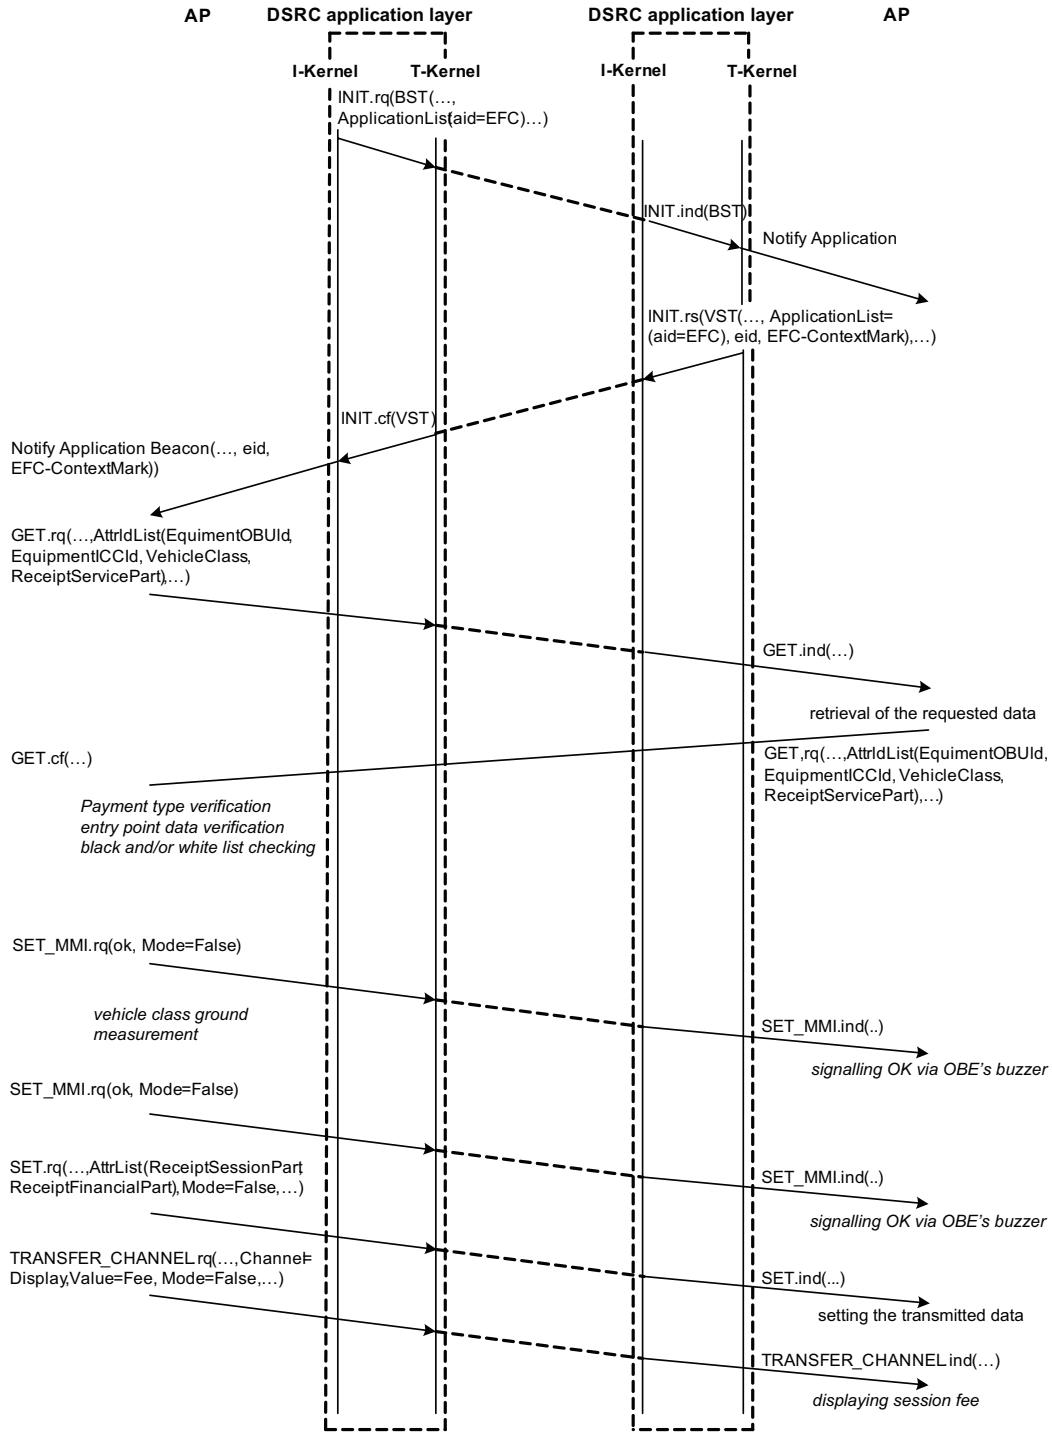 AP DSRC application layer DSRC application layer AP
I-Kernel T-Kernel I-Kernel T-Kernel
INIT.rq(BST(…,
ApplicationList(aid=EFC)…)
INIT.ind(BST)
Notify Application
INIT.rs(VST(…, ApplicationList=
(aid=EFC), eid, EFC-ContextMark),…)
INIT.cf(VST)
Notify Application Beacon(…, eid,
EFC-ContextMark))
GET.rq(…,AttrIdList(EquimentOBUId,
EquipmentICCId, VehicleClass,
ReceiptServicePart),…)
GET.ind(…)
retrieval of the requested data
GET.cf(…)
GET,rq(…,AttrIdList(EquimentOBUId,
EquipmentICCId, VehicleClass,
ReceiptServicePart),…)
Payment type verification
entry point data verification
black and/or white list checking
SET_MMI.rq(ok, Mode=False)
vehicle class ground
measurement
SET_MMI.ind(..)
signalling OK via OBE's buzzer
SET_MMI.rq(ok, Mode=False)
SET.rq(…,AttrList(ReceiptSessionPart,
ReceiptFinancialPart),Mode=False,…)
SET_MMI.ind(..)
signalling OK via OBE's buzzer
TRANSFER_CHANNEL.rq(…,Channel=
Display,Value=Fee, Mode=False,…)
SET.ind(...)
setting the transmitted data
TRANSFER_CHANNEL.ind(…)
displaying session fee